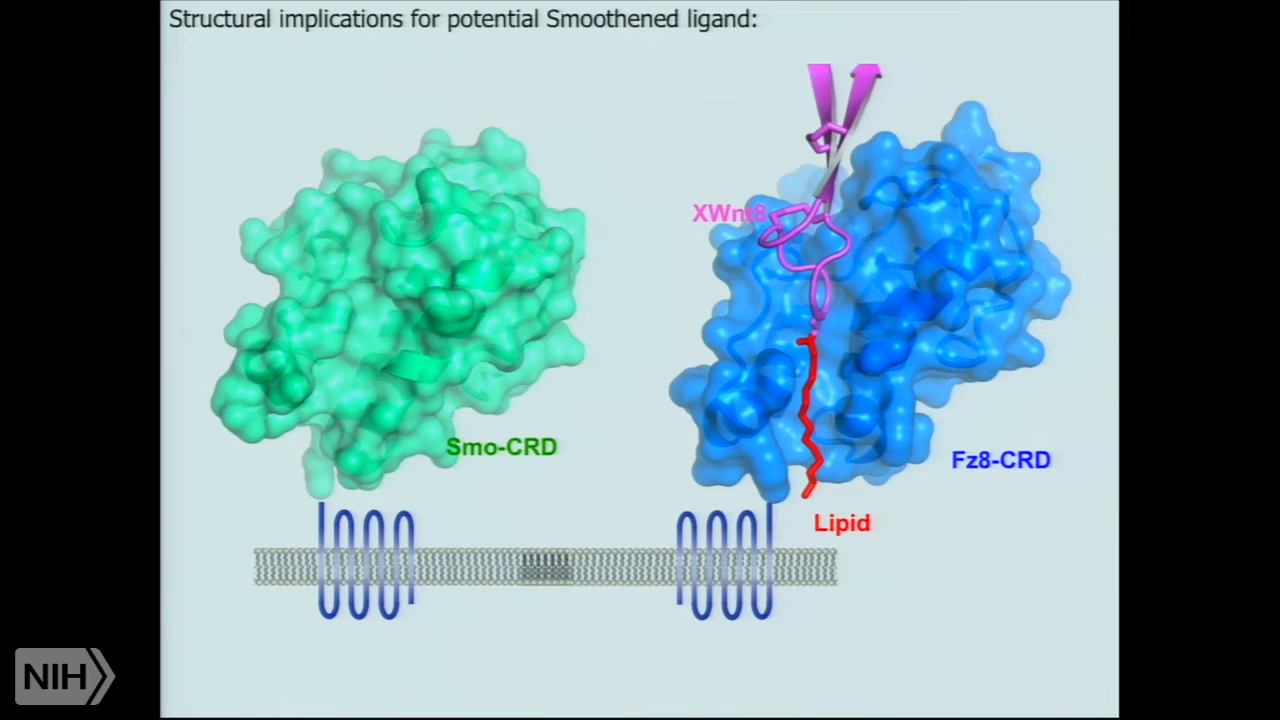 Structural implications for potential Smoothened ligand:
XWnt8
Smo-CRD
Fz8-CRD
Lipid
NIH